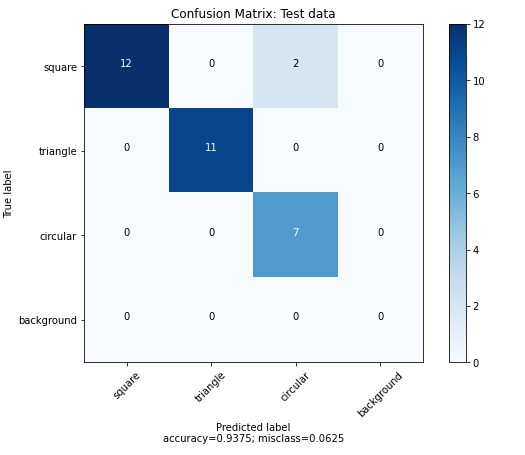 Confusion Matrix: Test data
True label
square
triangle
circular
background
12 0 2 0
0 11 0 0
0 0 7 0
0 0 0 0
square triangle circular background
Predicted label
accuracy=0.9375; misclass=0.0625
12
10
8
6
4
2
0